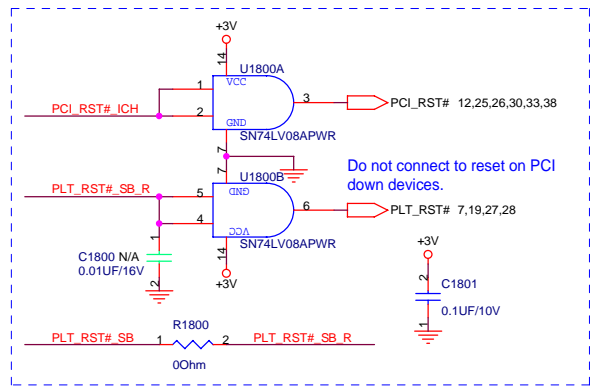 +3V
14
U1800A
VCC
1
PCI_RST#_ICH
2
3
PCI_RST# 12,25,26,30,33,38
GND
SN74LV08APWR
7
7
U1800B
Do not connect to reset on PCI
down devices.
PLT_RST#_SB_R
5
GND
4
6
PLT_RST# 7,19,27,28
VCC
SN74LV08APWR
14
+3V
1
C1800 N/A
0.01UF/16V
2
+3V
2
C1801
0.1UF/10V
1
R1800
PLT_RST#_SB
1
2
PLT_RST#_SB_R
0Ohm